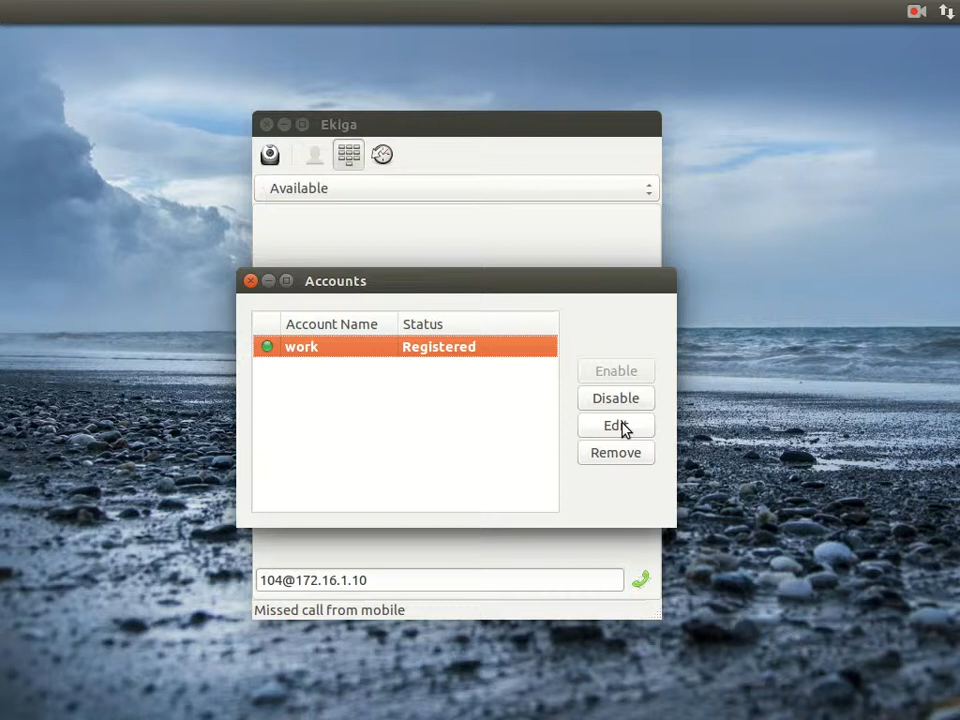 Ekiga
Available
Accounts
Account Name Status
work Registered
Enable
Disable
Edit
Remove
104@172.16.1.10
Missed call from mobile